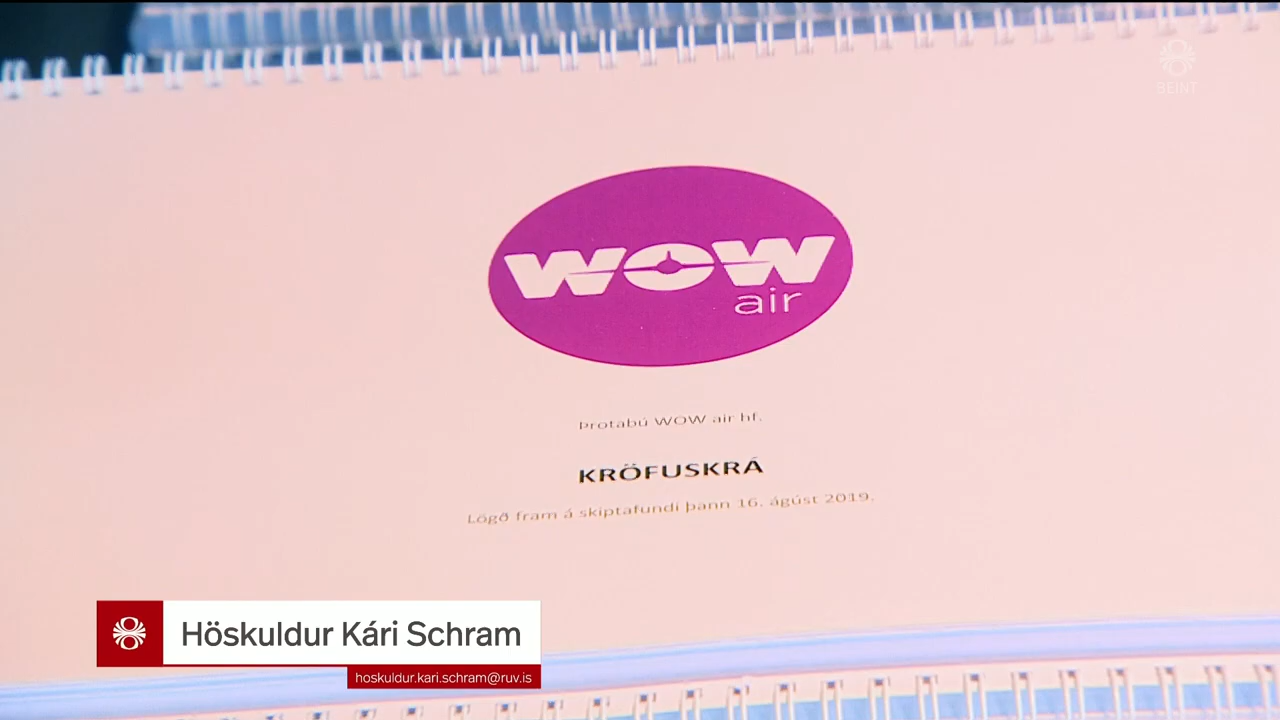 BEINT
WOW
air
Þrotabú WOW air hf.
KRÖFUSKRÁ
Lögð fram á skiptafundi þann 16. ágúst 2019.
Höskuldur Kári Schram
hoskuldur.kari.schram@ruv.is